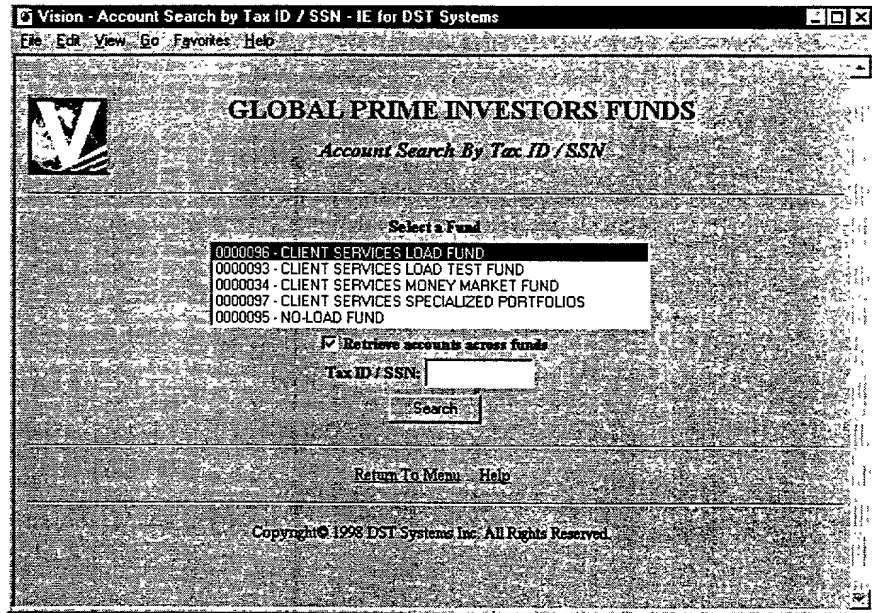 Vision - Account Search by Tax ID / SSN - IE for DST Systems
File Edit View Go Favorites Help
V
GLOBAL PRIME INVESTORS FUNDS
Account Search By Tax ID / SSN
Select a Fund
0000096 - CLIENT SERVICES LOAD FUND
0000093 - CLIENT SERVICES LOAD TEST FUND
0000034 - CLIENT SERVICES MONEY MARKET FUND
0000097 - CLIENT SERVICES SPECIALIZED PORTFOLIOS
0000095 - NO-LOAD FUND
Retrieve accounts across funds
Tax ID / SSN:
Search
Return To Menu Help
Copyright© 1998 DST Systems Inc. All Rights Reserved.